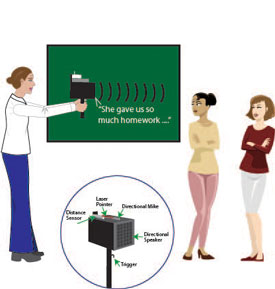 "She gave us so
much homework ...."
Laser
Pointer
Directional Mike
Distance
Sensor
Directional
Speaker
Trigger